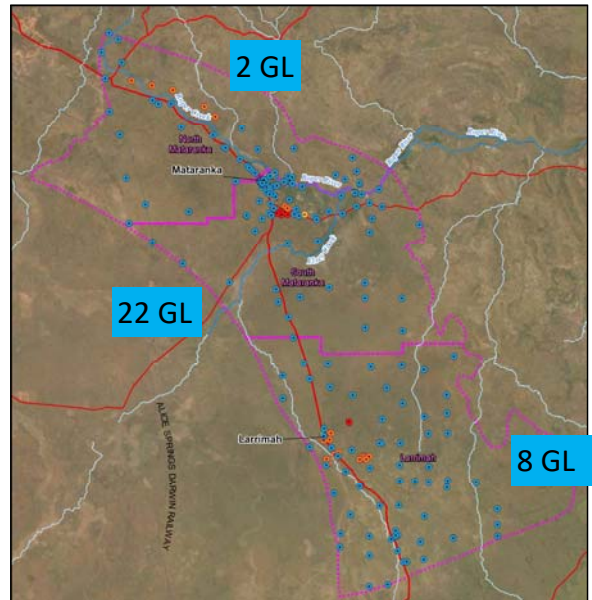 2 GL
North
Mataranka
Mataranka
South
Mataranka
22 GL
ALICE SPRINGS DARWIN RAILWAY
Larrimah
Larrimah
8 GL